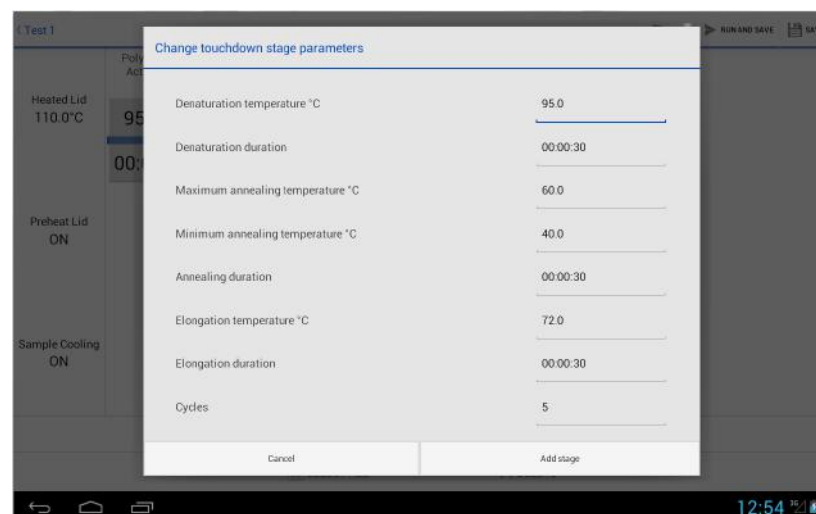 Test 1
RUN AND SAVE
Change touchdown stage parameters
Heated Lid
110.0°C
95
00:
Preheat Lid
ON
Sample Cooling
ON
Denaturation temperature °C 95.0
Denaturation duration 00:00:30
Maximum annealing temperature °C 60.0
Minimum annealing temperature °C 40.0
Annealing duration 00:00:30
Elongation temperature °C 72.0
Elongation duration 00:00:30
Cycles 5
Cancel Add stage
12:54